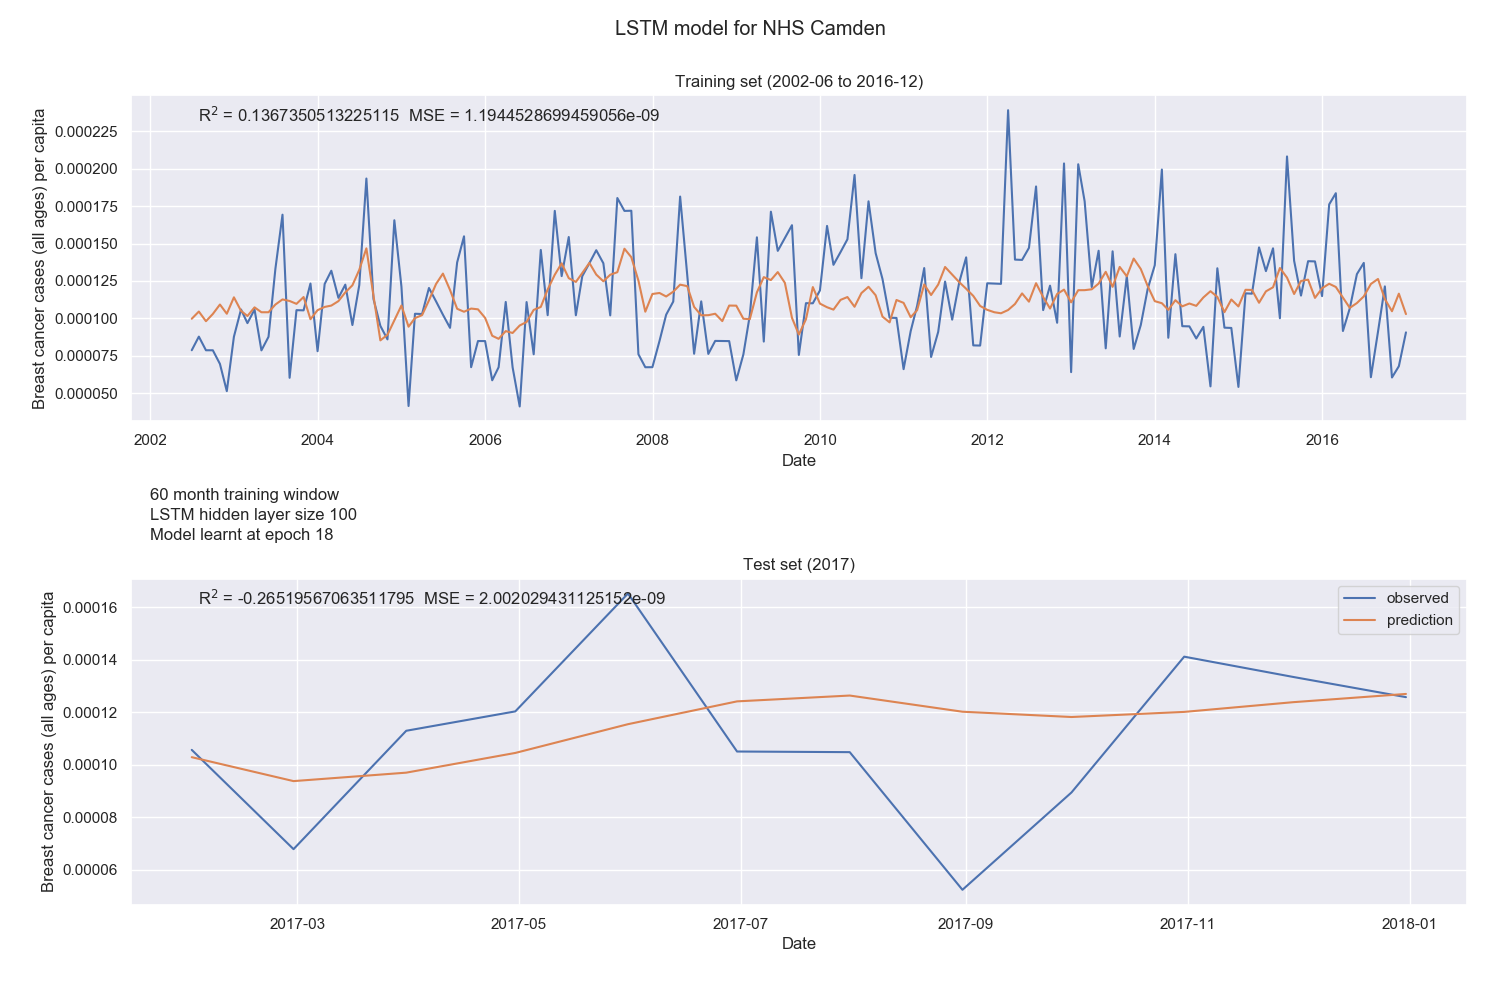 LSTM model for NHS Camden
Training set (2002-06 to 2016-12)
R² = 0.1367350513225115 MSE = 1.1944528699459056e-09
Breast cancer cases (all ages) per capita
0.000225
0.000200
0.000175
0.000150
0.000125
0.000100
0.000075
0.000050
2002 2004 2006 2008 2010 2012 2014 2016
Date
60 month training window
LSTM hidden layer size 100
Model learnt at epoch 18
Test set (2017)
R² = -0.26519567063511795 MSE = 2.002029431125152e-09
observed
prediction
Breast cancer cases (all ages) per capita
0.00016
0.00014
0.00012
0.00010
0.00008
0.00006
2017-03 2017-05 2017-07 2017-09 2017-11 2018-01
Date